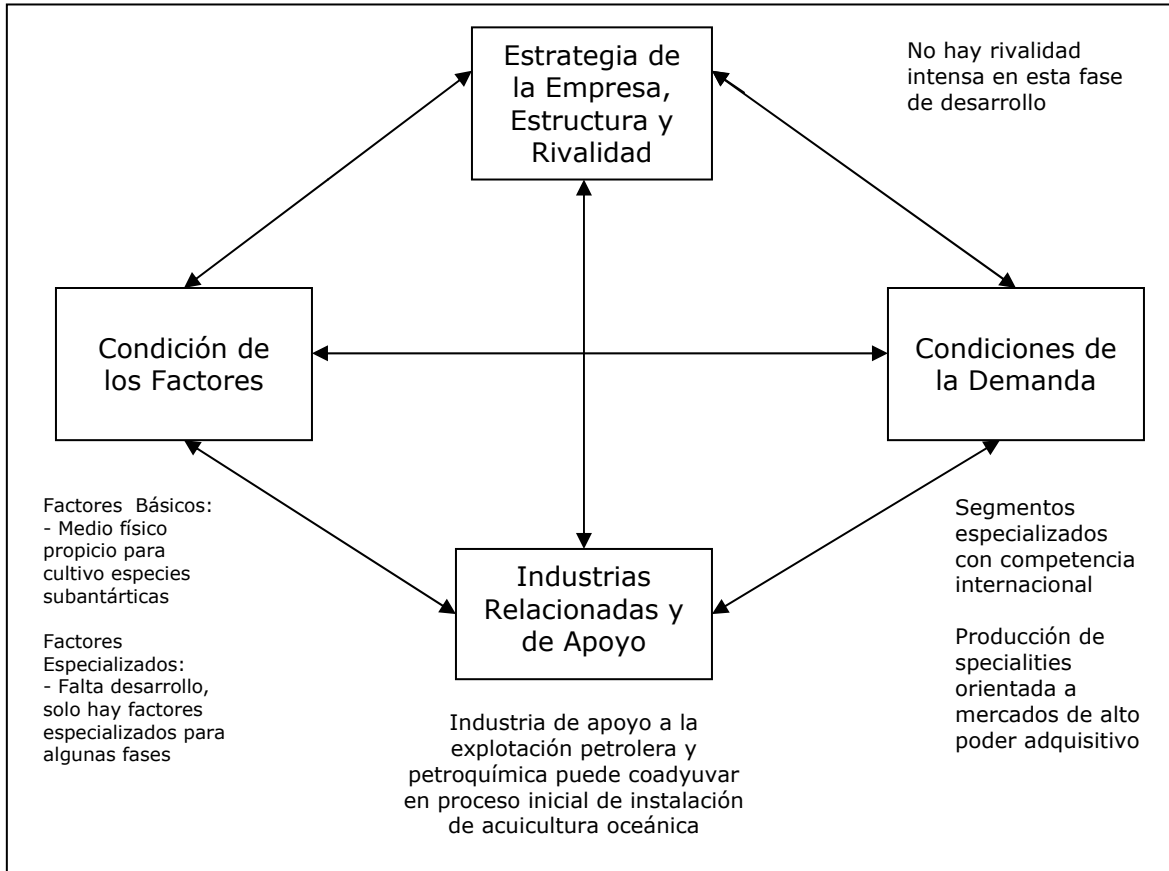 Estrategia de
la Empresa,
Estructura y
Rivalidad
No hay rivalidad
intensa en esta fase
de desarrollo
Condición de
los Factores
Condiciones de
la Demanda
Factores Básicos:
- Medio físico
propicio para
cultivo especies
subantárticas
Factores
Especializados:
- Falta desarrollo,
solo hay factores
especializados para
algunas fases
Industrias
Relacionadas y
de Apoyo
Industria de apoyo a la
explotación petrolera y
petroquímica puede coadyuvar
en proceso inicial de instalación
de acuicultura oceánica
Segmentos
especializados
con competencia
internacional
Producción de
specialities
orientada a
mercados de alto
poder adquisitivo